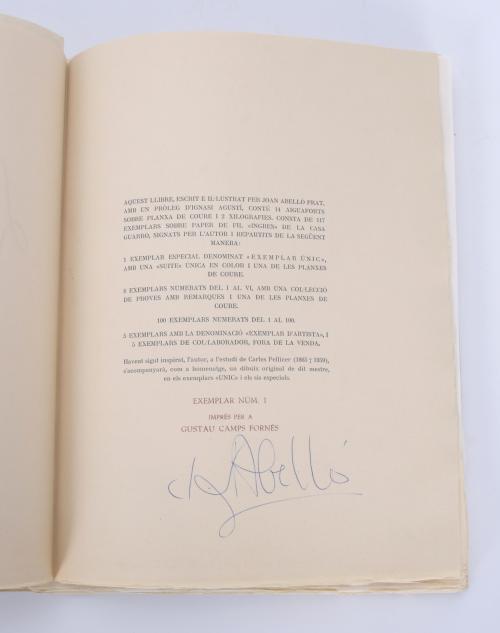 AQUEST LLIBRE, ESCRIT E IL·LUSTRAT PER JOAN ABELLÓ PRAT,
AMB UN PRÒLEG D'IGNASI AGUSTÍ, CONTÉ 14 AIGUAFORTS
SOBRE PLANXA DE COURE I 2 XILOGRAFIES. CONSTA DE 117
EXEMPLARS SOBRE PAPER DE FIL «INGRES» DE LA CASA
GUARRO, SIGNATS PER L'AUTOR I REPARTITS DE LA SEGÜENT
MANERA:
1 EXEMPLAR ESPECIAL DENOMINAT «EXEMPLAR ÚNIC»,
AMB UNA «SUITE» ÚNICA EN COLOR I UNA DE LES PLANXES
DE COURE.
6 EXEMPLARS NUMERATS DEL I AL VI, AMB UNA COL·LECCIÓ
DE PROVES AMB REMARQUES I UNA DE LES PLANXES DE
COURE.
100 EXEMPLARS NUMERATS DEL 1 AL 100.
5 EXEMPLARS AMB LA DENOMINACIÓ «EXEMPLAR D'ARTISTA», I
5 EXEMPLARS DE COL·LABORADOR, FORA DE LA VENDA.
Havent sigut inspirat, l'autor, a l'estudi de Carles Pellicer (1865 † 1959),
s'acompanyarà, com a homenatge, un dibuix original de dit mestre,
en els exemplars «UNIC» i els sis especials.
EXEMPLAR NÚM. 1
IMPRÈS PER A
GUSTAU CAMPS FORNÉS
Abelló